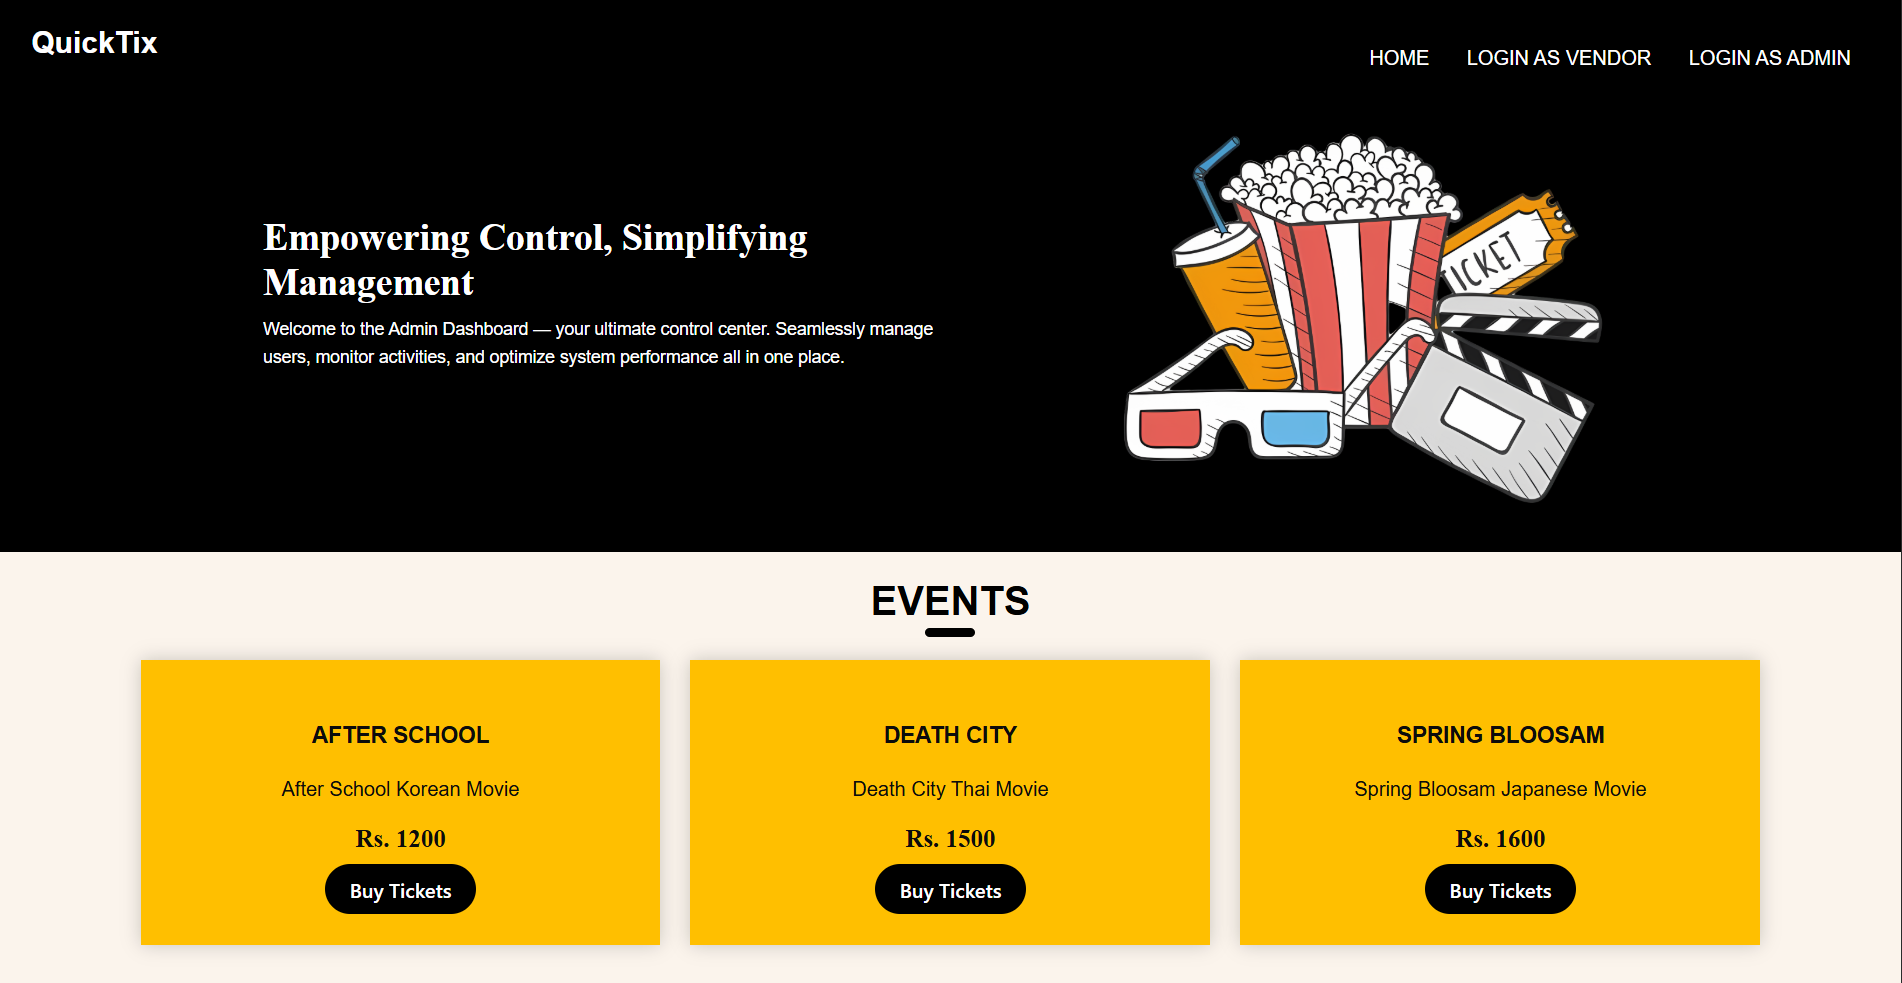 QuickTix
HOME LOGIN AS VENDOR LOGIN AS ADMIN
Empowering Control, Simplifying
Management
Welcome to the Admin Dashboard — your ultimate control center. Seamlessly manage
users, monitor activities, and optimize system performance all in one place.
TICKET
EVENTS
AFTER SCHOOL
After School Korean Movie
Rs. 1200
Buy Tickets
DEATH CITY
Death City Thai Movie
Rs. 1500
Buy Tickets
SPRING BLOOSAM
Spring Bloosam Japanese Movie
Rs. 1600
Buy Tickets